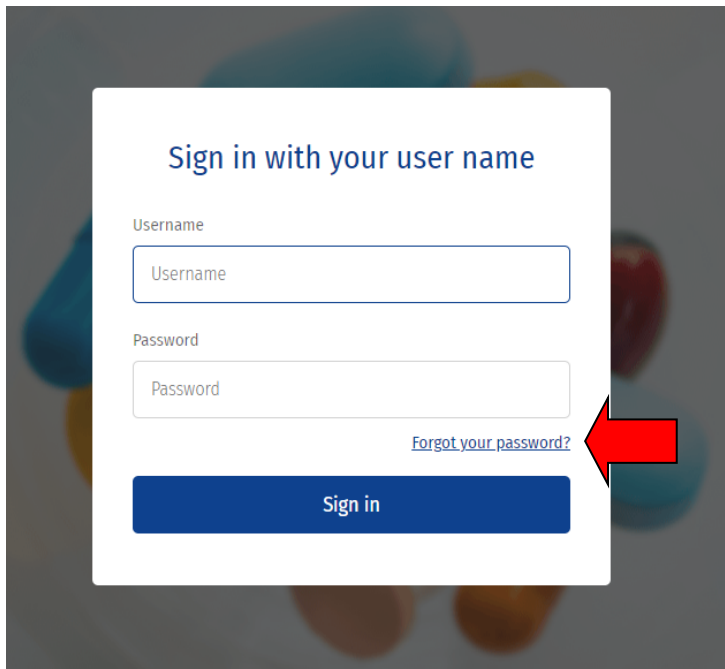 Sign in with your user name
Username
Username
Password
Password
Forgot your password?
Sign in